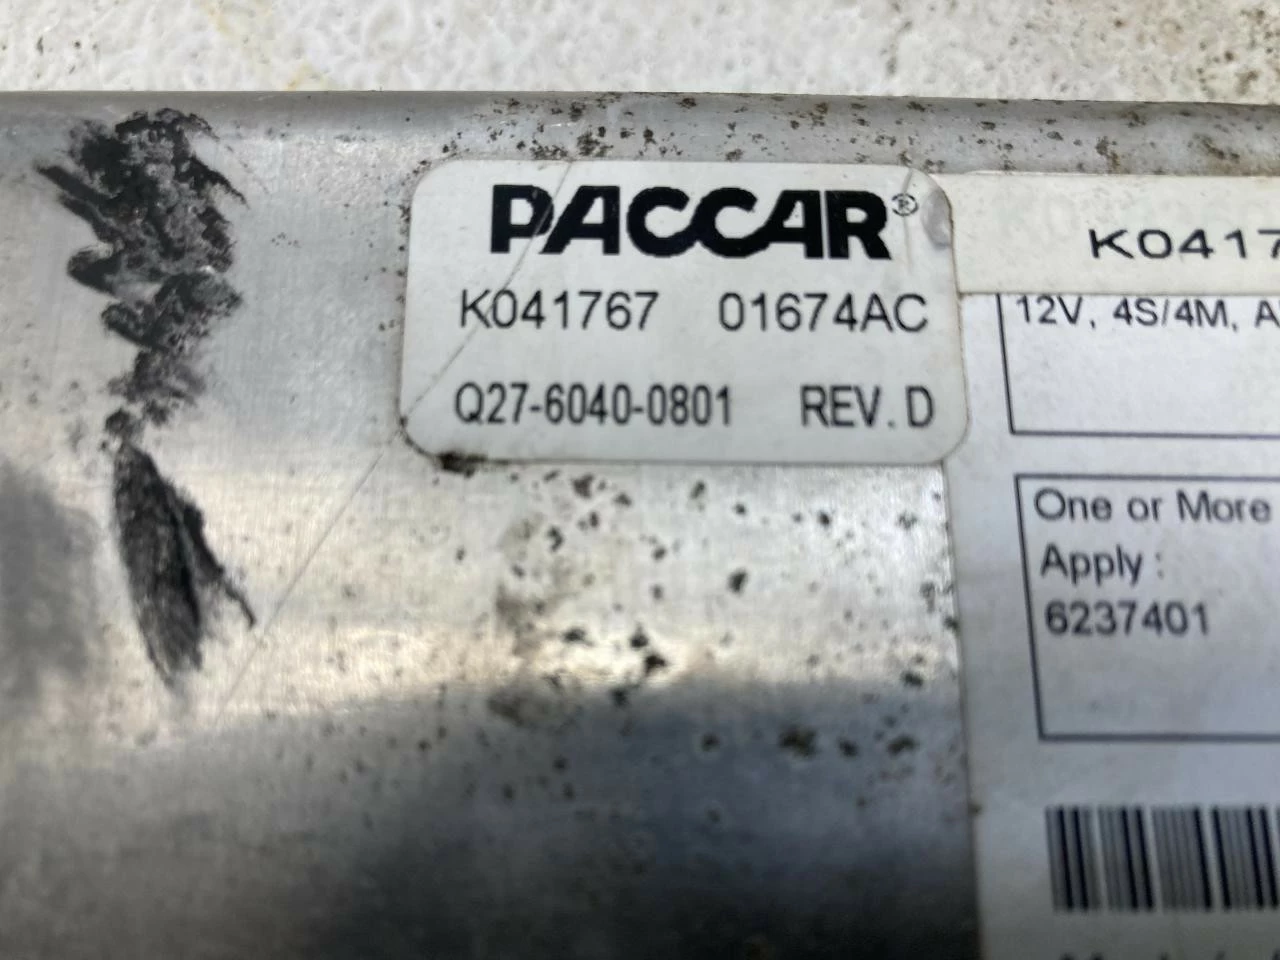 PACCAR®
K041767 01674AC
Q27-6040-0801 REV. D
K0417
12V, 4S/4M, A
One or More
Apply :
6237401